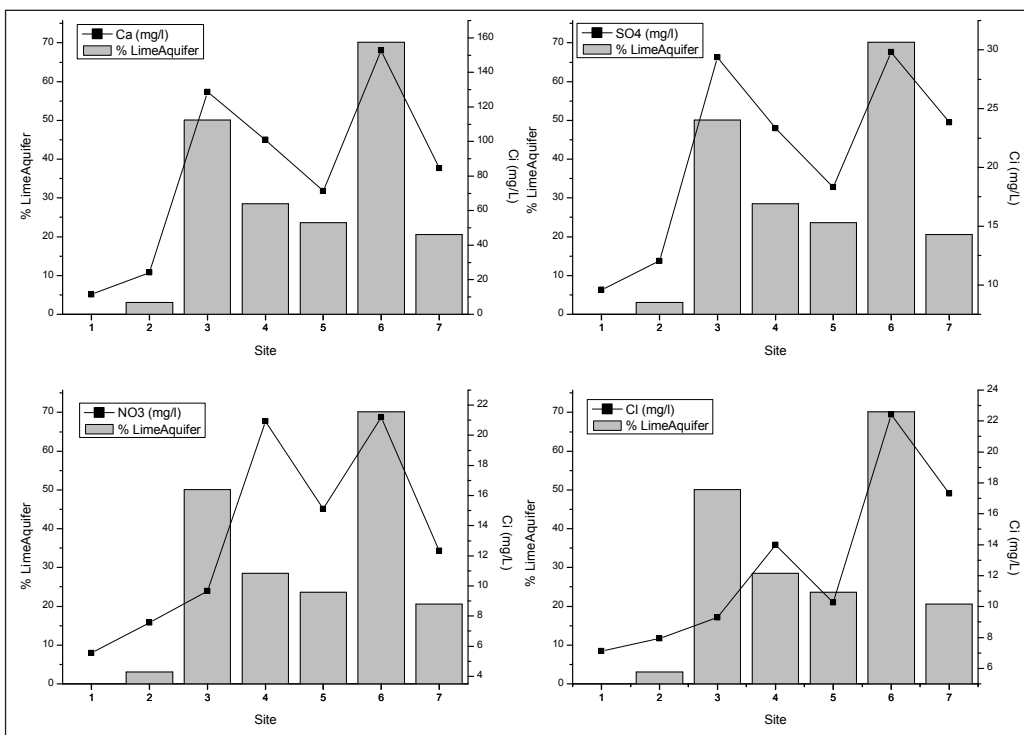 Ca (mg/l)
% LimeAquifer
% LimeAquifer
70
60
50
40
30
20
10
0
160
140
120
100
80
60
40
20
0
Ci (mg/L)
1 2 3 4 5 6 7
Site
SO4 (mg/l)
% LimeAquifer
% LimeAquifer
70
60
50
40
30
20
10
0
30
25
20
15
10
Ci (mg/L)
1 2 3 4 5 6 7
Site
NO3 (mg/l)
% LimeAquifer
% LimeAquifer
70
60
50
40
30
20
10
0
22
20
18
16
14
12
10
8
6
4
Ci (mg/L)
1 2 3 4 5 6 7
Site
Cl (mg/l)
% LimeAquifer
% LimeAquifer
70
60
50
40
30
20
10
0
24
22
20
18
16
14
12
10
8
6
Ci (mg/L)
1 2 3 4 5 6 7
Site